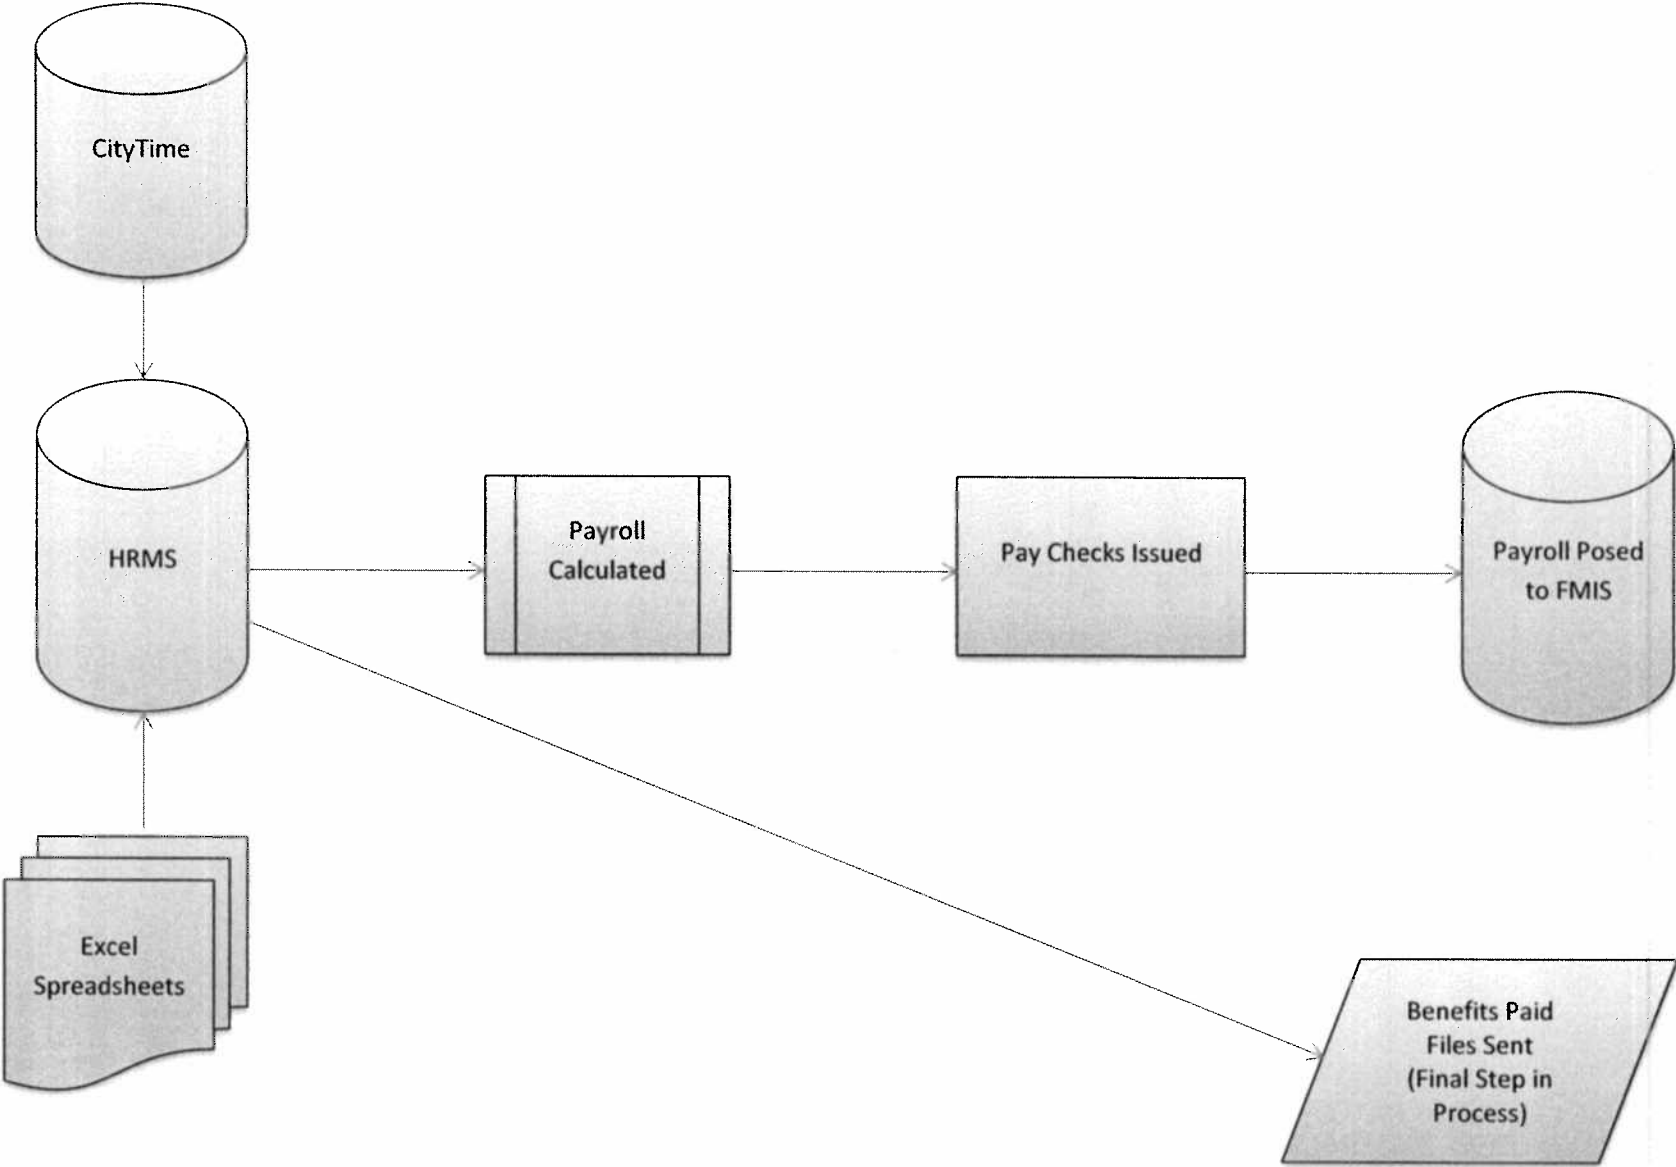 CityTime
HRMS
Payroll
Calculated
Pay Checks Issued
Payroll Posed
to FMIS
Excel
Spreadsheets
Benefits Paid
Files Sent
(Final Step in
Process)